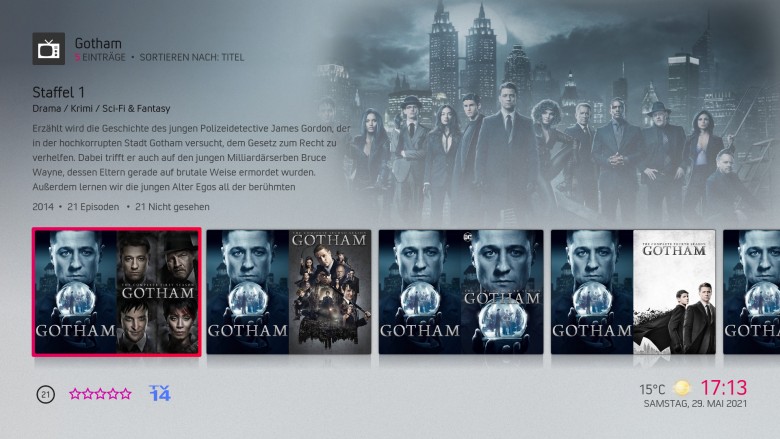 Gotham
5 EINTRÄGE • SORTIEREN NACH: TITEL
Staffel 1
Drama / Krimi / Sci-Fi & Fantasy
Erzählt wird die Geschichte des jungen Polizeidetective James Gordon, der
in der hochkorrupten Stadt Gotham versucht, dem Gesetz zum Recht zu
verhelfen. Dabei trifft er auch auf den jungen Milliardärserben Bruce
Wayne, dessen Eltern gerade auf brutale Weise ermordet wurden.
Außerdem lernen wir die jungen Alter Egos all der berühmten
2014 • 21 Episoden • 21 Nicht gesehen
GOTHAM
THE COMPLETE FIRST SEASON
GOTHAM
GOTHAM
THE COMPLETE SECOND SEASON
GOTHAM
GOTHAM
DC
GOTHAM
GOTHAM
GOTHAM
GOTHAM
21
TV
14
15°C
17:13
SAMSTAG, 29. MAI 2021